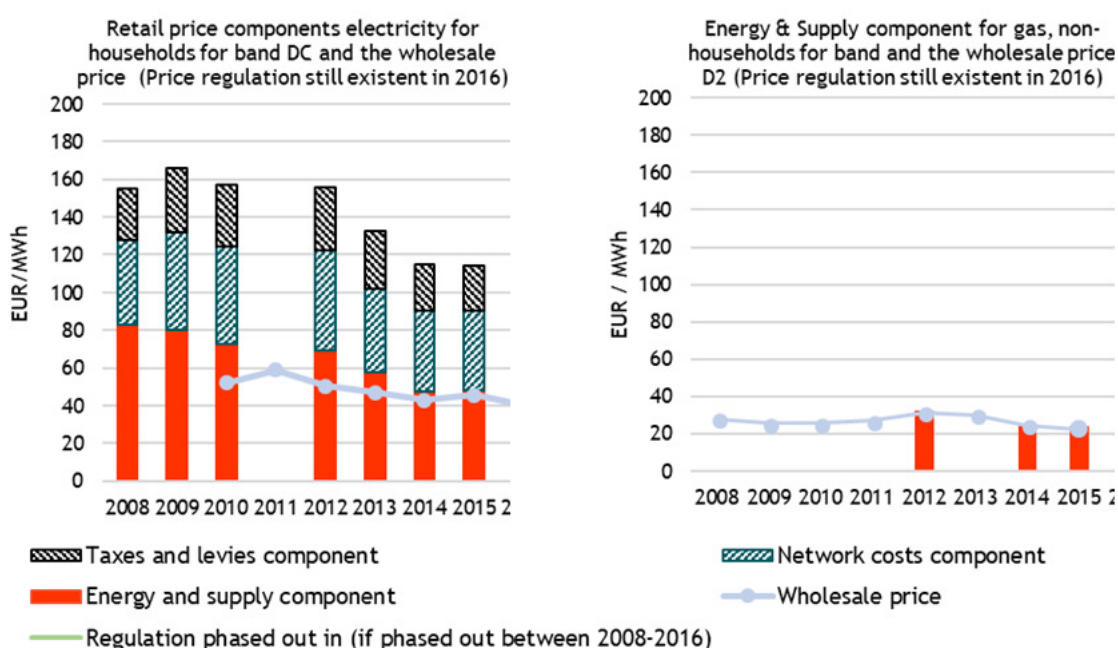 Retail price components electricity for
households for band DC and the wholesale
price (Price regulation still existent in 2016)
200
180
160
140
120
100
80
60
40
20
0
EUR/MWh
2008 2009 2010 2011 2012 2013 2014 2015 2
Energy & Supply component for gas, non-
households for band and the wholesale price
D2 (Price regulation still existent in 2016)
200
180
160
140
120
100
80
60
40
20
0
EUR / MWh
2008 2009 2010 2011 2012 2013 2014 2015 2
Taxes and levies component
Network costs component
Energy and supply component
Wholesale price
Regulation phased out in (if phased out between 2008-2016)